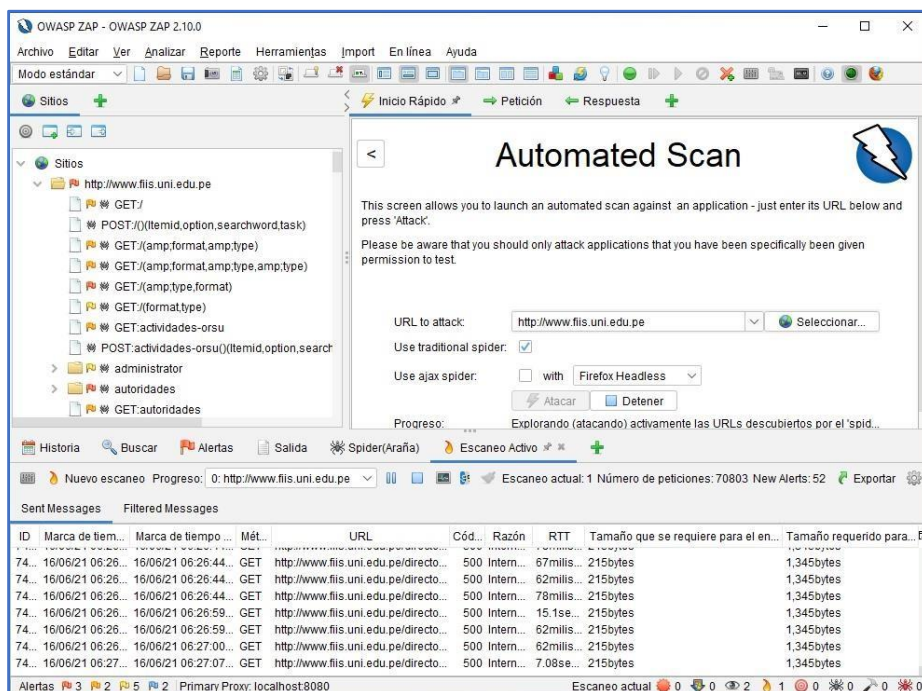 OWASP ZAP - OWASP ZAP 2.10.0
Archivo Editar Ver Analizar Reporte Herramientas Import En línea Ayuda
Modo estándar
Sitios
Inicio Rápido Petición Respuesta
Sitios
http://www.fiis.uni.edu.pe
GET:/
POST:/()(Itemid,option,searchword,task)
GET:/(amp;format,amp;type)
GET:/(amp;format,amp;type,amp;type)
GET:/(amp;type,format)
GET:/(format,type)
GET:actividades-orsu
POST:actividades-orsu()(Itemid,option,search
administrator
autoridades
GET:autoridades
<
Automated Scan
This screen allows you to launch an automated scan against an application - just enter its URL below and
press 'Attack'.
Please be aware that you should only attack applications that you have been specifically been given
permission to test.
URL to attack: http://www.fiis.uni.edu.pe Seleccionar...
Use traditional spider:
Use ajax spider: with Firefox Headless
Atacar Detener
Progreso: Explorando (atacando) activamente las URLs descubiertos por el 'spid...
Historia Buscar Alertas Salida Spider(Araña) Escaneo Activo
Nuevo escaneo Progreso: 0: http://www.fiis.uni.edu.pe Escaneo actual: 1 Número de peticiones: 70803 New Alerts: 52 Exportar
Sent Messages Filtered Messages
ID Marca de tiem... Marca de tiempo ... Mét... URL Cód... Razón RTT Tamaño que se requiere para el en... Tamaño requerido para...
74... 16/06/21 06:26... 16/06/21 06:26:44... GET http://www.fiis.uni.edu.pe/directo... 500 Intern... 67milis... 215bytes 1,345bytes
74... 16/06/21 06:26... 16/06/21 06:26:44... GET http://www.fiis.uni.edu.pe/directo... 500 Intern... 62milis... 215bytes 1,345bytes
74... 16/06/21 06:26... 16/06/21 06:26:44... GET http://www.fiis.uni.edu.pe/directo... 500 Intern... 78milis... 215bytes 1,345bytes
74... 16/06/21 06:26... 16/06/21 06:26:59... GET http://www.fiis.uni.edu.pe/directo... 500 Intern... 15.1se... 215bytes 1,345bytes
74... 16/06/21 06:26... 16/06/21 06:26:59... GET http://www.fiis.uni.edu.pe/directo... 500 Intern... 62milis... 215bytes 1,345bytes
74... 16/06/21 06:26... 16/06/21 06:27:00... GET http://www.fiis.uni.edu.pe/directo... 500 Intern... 62milis... 215bytes 1,345bytes
74... 16/06/21 06:27... 16/06/21 06:27:07... GET http://www.fiis.uni.edu.pe/directo... 500 Intern... 7.08se... 215bytes 1,345bytes
Alertas 3 2 5 2 Primary Proxy: localhost:8080 Escaneo actual 0 0 2 1 0 0 0 0